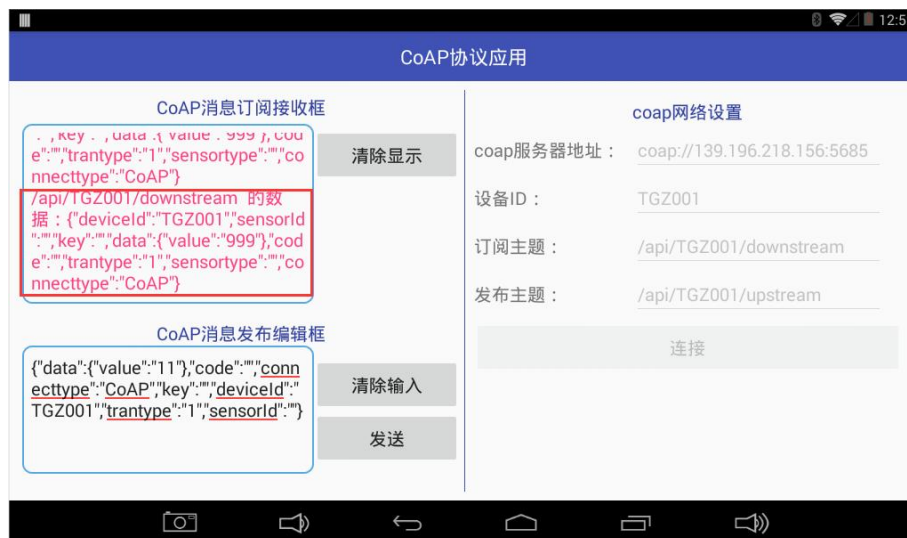 12:5
CoAP协议应用
CoAP消息订阅接收框
":"","key":"","data":{"value":"999"},"cod
e":"","trantype":"1","sensortype":"","co
nnecttype":"CoAP"}
/api/TGZ001/downstream 的数
据：{"deviceId":"TGZ001","sensorId
":"","key":"","data":{"value":"999"},"cod
e":"","trantype":"1","sensortype":"","co
nnecttype":"CoAP"}
清除显示
CoAP消息发布编辑框
{"data":{"value":"11"},"code":"","conn
ecttype":"CoAP","key":"","deviceId":"
TGZ001","trantype":"1","sensorId":""}
清除输入
发送
coap网络设置
coap服务器地址： coap://139.196.218.156:5685
设备ID： TGZ001
订阅主题： /api/TGZ001/downstream
发布主题： /api/TGZ001/upstream
连接